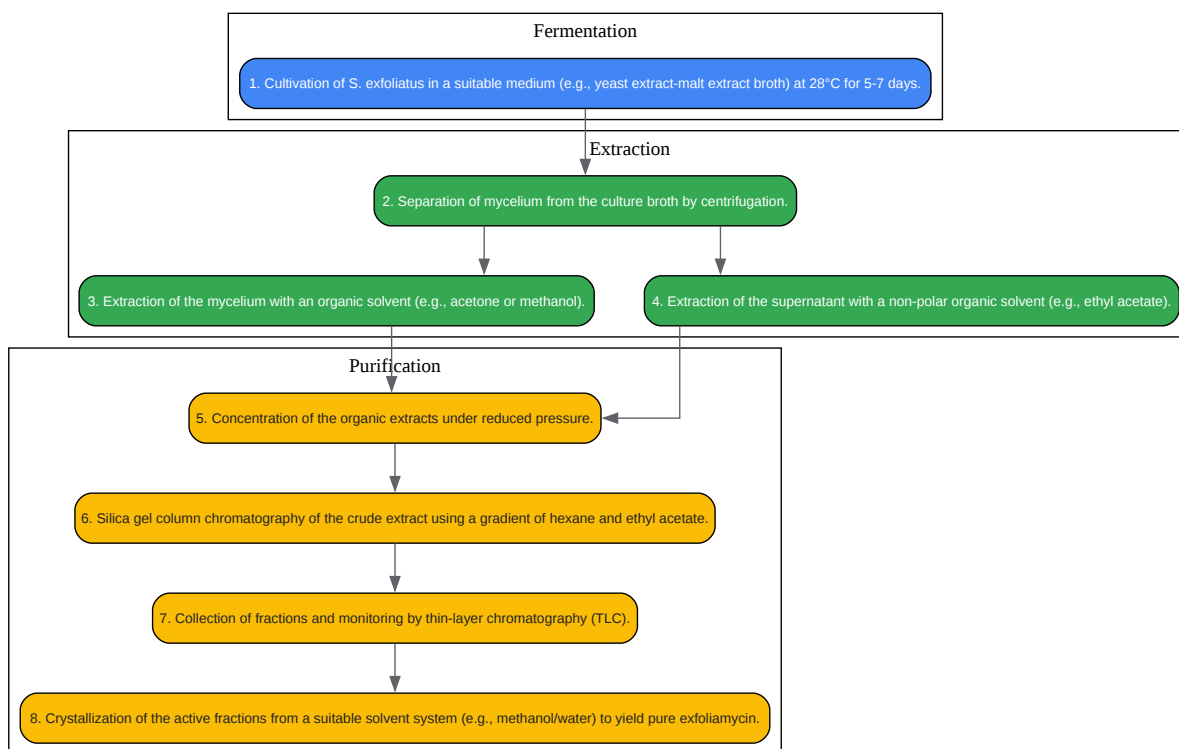 Fermentation
1. Cultivation of S. exfoliatus in a suitable medium (e.g., yeast extract-malt extract broth) at 28°C for 5-7 days.
Extraction
2. Separation of mycelium from the culture broth by centrifugation.
3. Extraction of the mycelium with an organic solvent (e.g., acetone or methanol).
4. Extraction of the supernatant with a non-polar organic solvent (e.g., ethyl acetate).
Purification
5. Concentration of the organic extracts under reduced pressure.
6. Silica gel column chromatography of the crude extract using a gradient of hexane and ethyl acetate.
7. Collection of fractions and monitoring by thin-layer chromatography (TLC).
8. Crystallization of the active fractions from a suitable solvent system (e.g., methanol/water) to yield pure exfoliamycin.